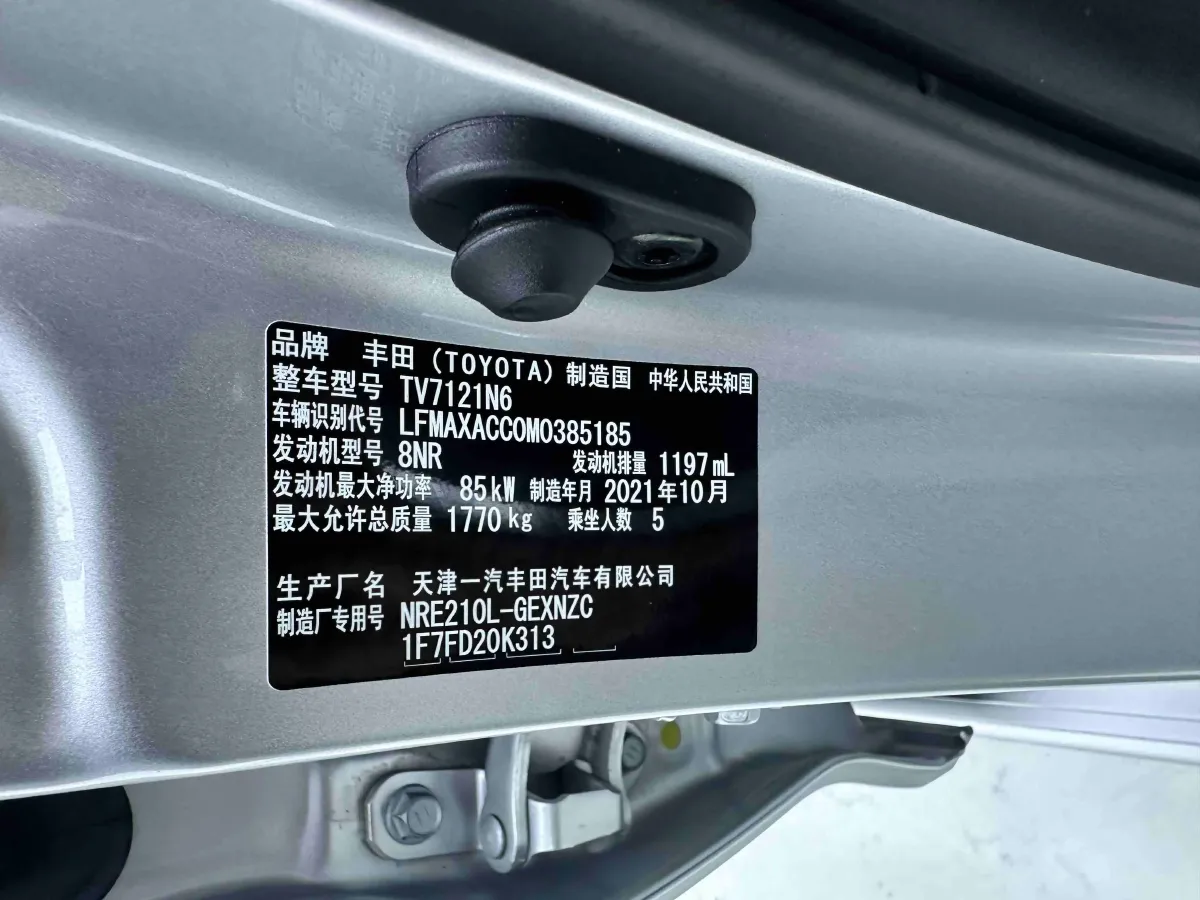 品牌 丰田（TOYOTA）制造国 中华人民共和国
整车型号 TV7121N6
车辆识别代号 LFMAXACC0M0385185
发动机型号 8NR 发动机排量 1197mL
发动机最大净功率 85kW 制造年月 2021年10月
最大允许总质量 1770kg 乘坐人数 5
生产厂名 天津一汽丰田汽车有限公司
制造厂专用号 NRE210L-GEXNZC
1F7FD20K313